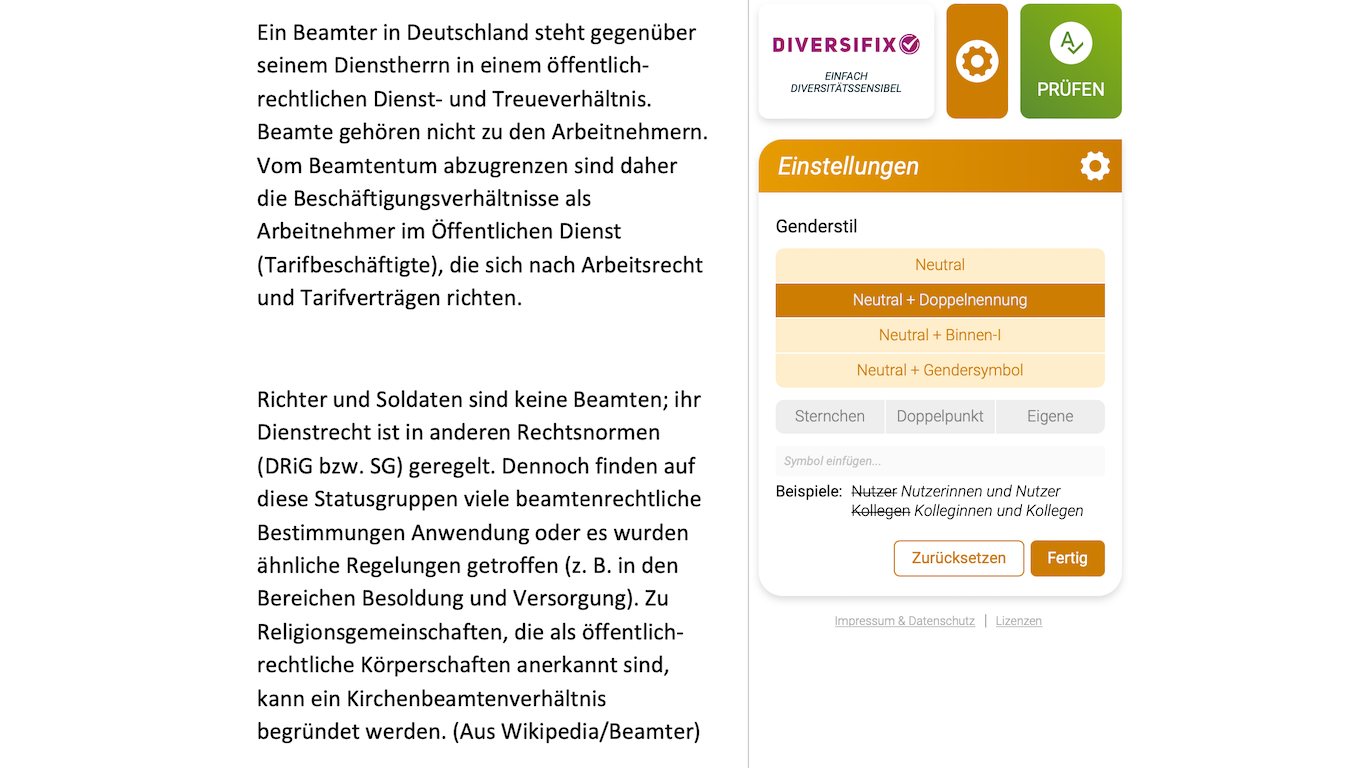 Ein Beamter in Deutschland steht gegenüber
seinem Dienstherrn in einem öffentlich-
rechtlichen Dienst- und Treueverhältnis.
Beamte gehören nicht zu den Arbeitnehmern.
Vom Beamtentum abzugrenzen sind daher
die Beschäftigungsverhältnisse als
Arbeitnehmer im Öffentlichen Dienst
(Tarifbeschäftigte), die sich nach Arbeitsrecht
und Tarifverträgen richten.
Richter und Soldaten sind keine Beamten; ihr
Dienstrecht ist in anderen Rechtsnormen
(DRiG bzw. SG) geregelt. Dennoch finden auf
diese Statusgruppen viele beamtenrechtliche
Bestimmungen Anwendung oder es wurden
ähnliche Regelungen getroffen (z. B. in den
Bereichen Besoldung und Versorgung). Zu
Religionsgemeinschaften, die als öffentlich-
rechtliche Körperschaften anerkannt sind,
kann ein Kirchenbeamtenverhältnis
begründet werden. (Aus Wikipedia/Beamter)
DIVERSIFIX
EINFACH
DIVERSITÄTSSENSIBEL
A
PRÜFEN
Einstellungen
Genderstil
Neutral
Neutral + Doppelnennung
Neutral + Binnen-I
Neutral + Gendersymbol
Sternchen Doppelpunkt Eigene
Symbol einfügen...
Beispiele: Nutzer Nutzerinnen und Nutzer
Kollegen Kolleginnen und Kollegen
Zurücksetzen Fertig
Impressum & Datenschutz | Lizenzen